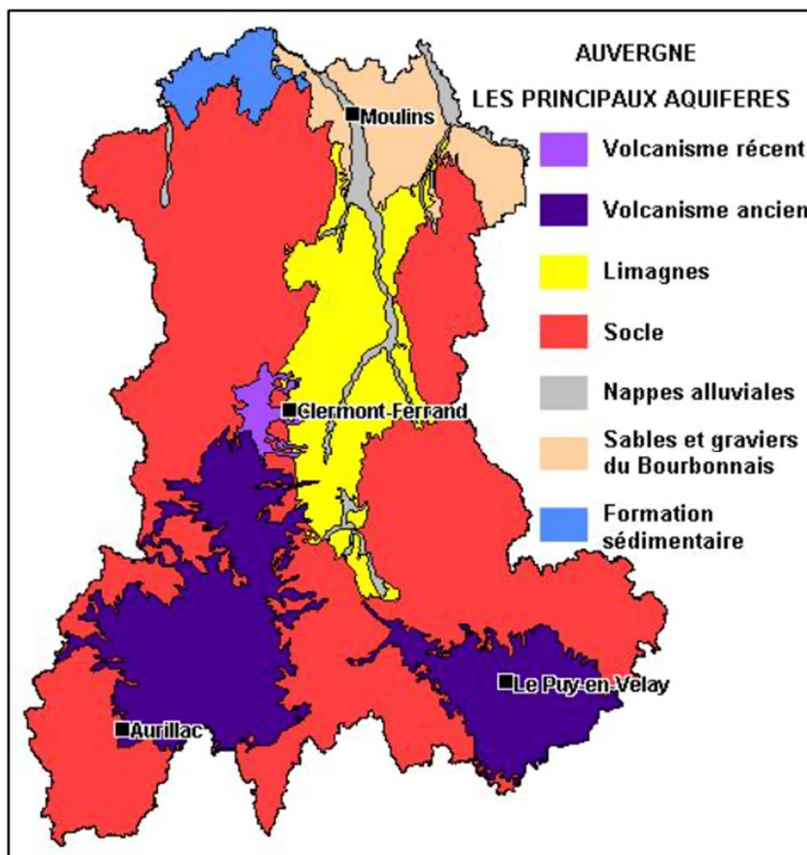 AUVERGNE
LES PRINCIPAUX AQUIFERES
Volcanisme récent
Volcanisme ancien
Limagnes
Socle
Nappes alluviales
Sables et graviers
du Bourbonnais
Formation
sédimentaire
Moulins
Clermont-Ferrand
Le Puy-en-Velay
Aurillac